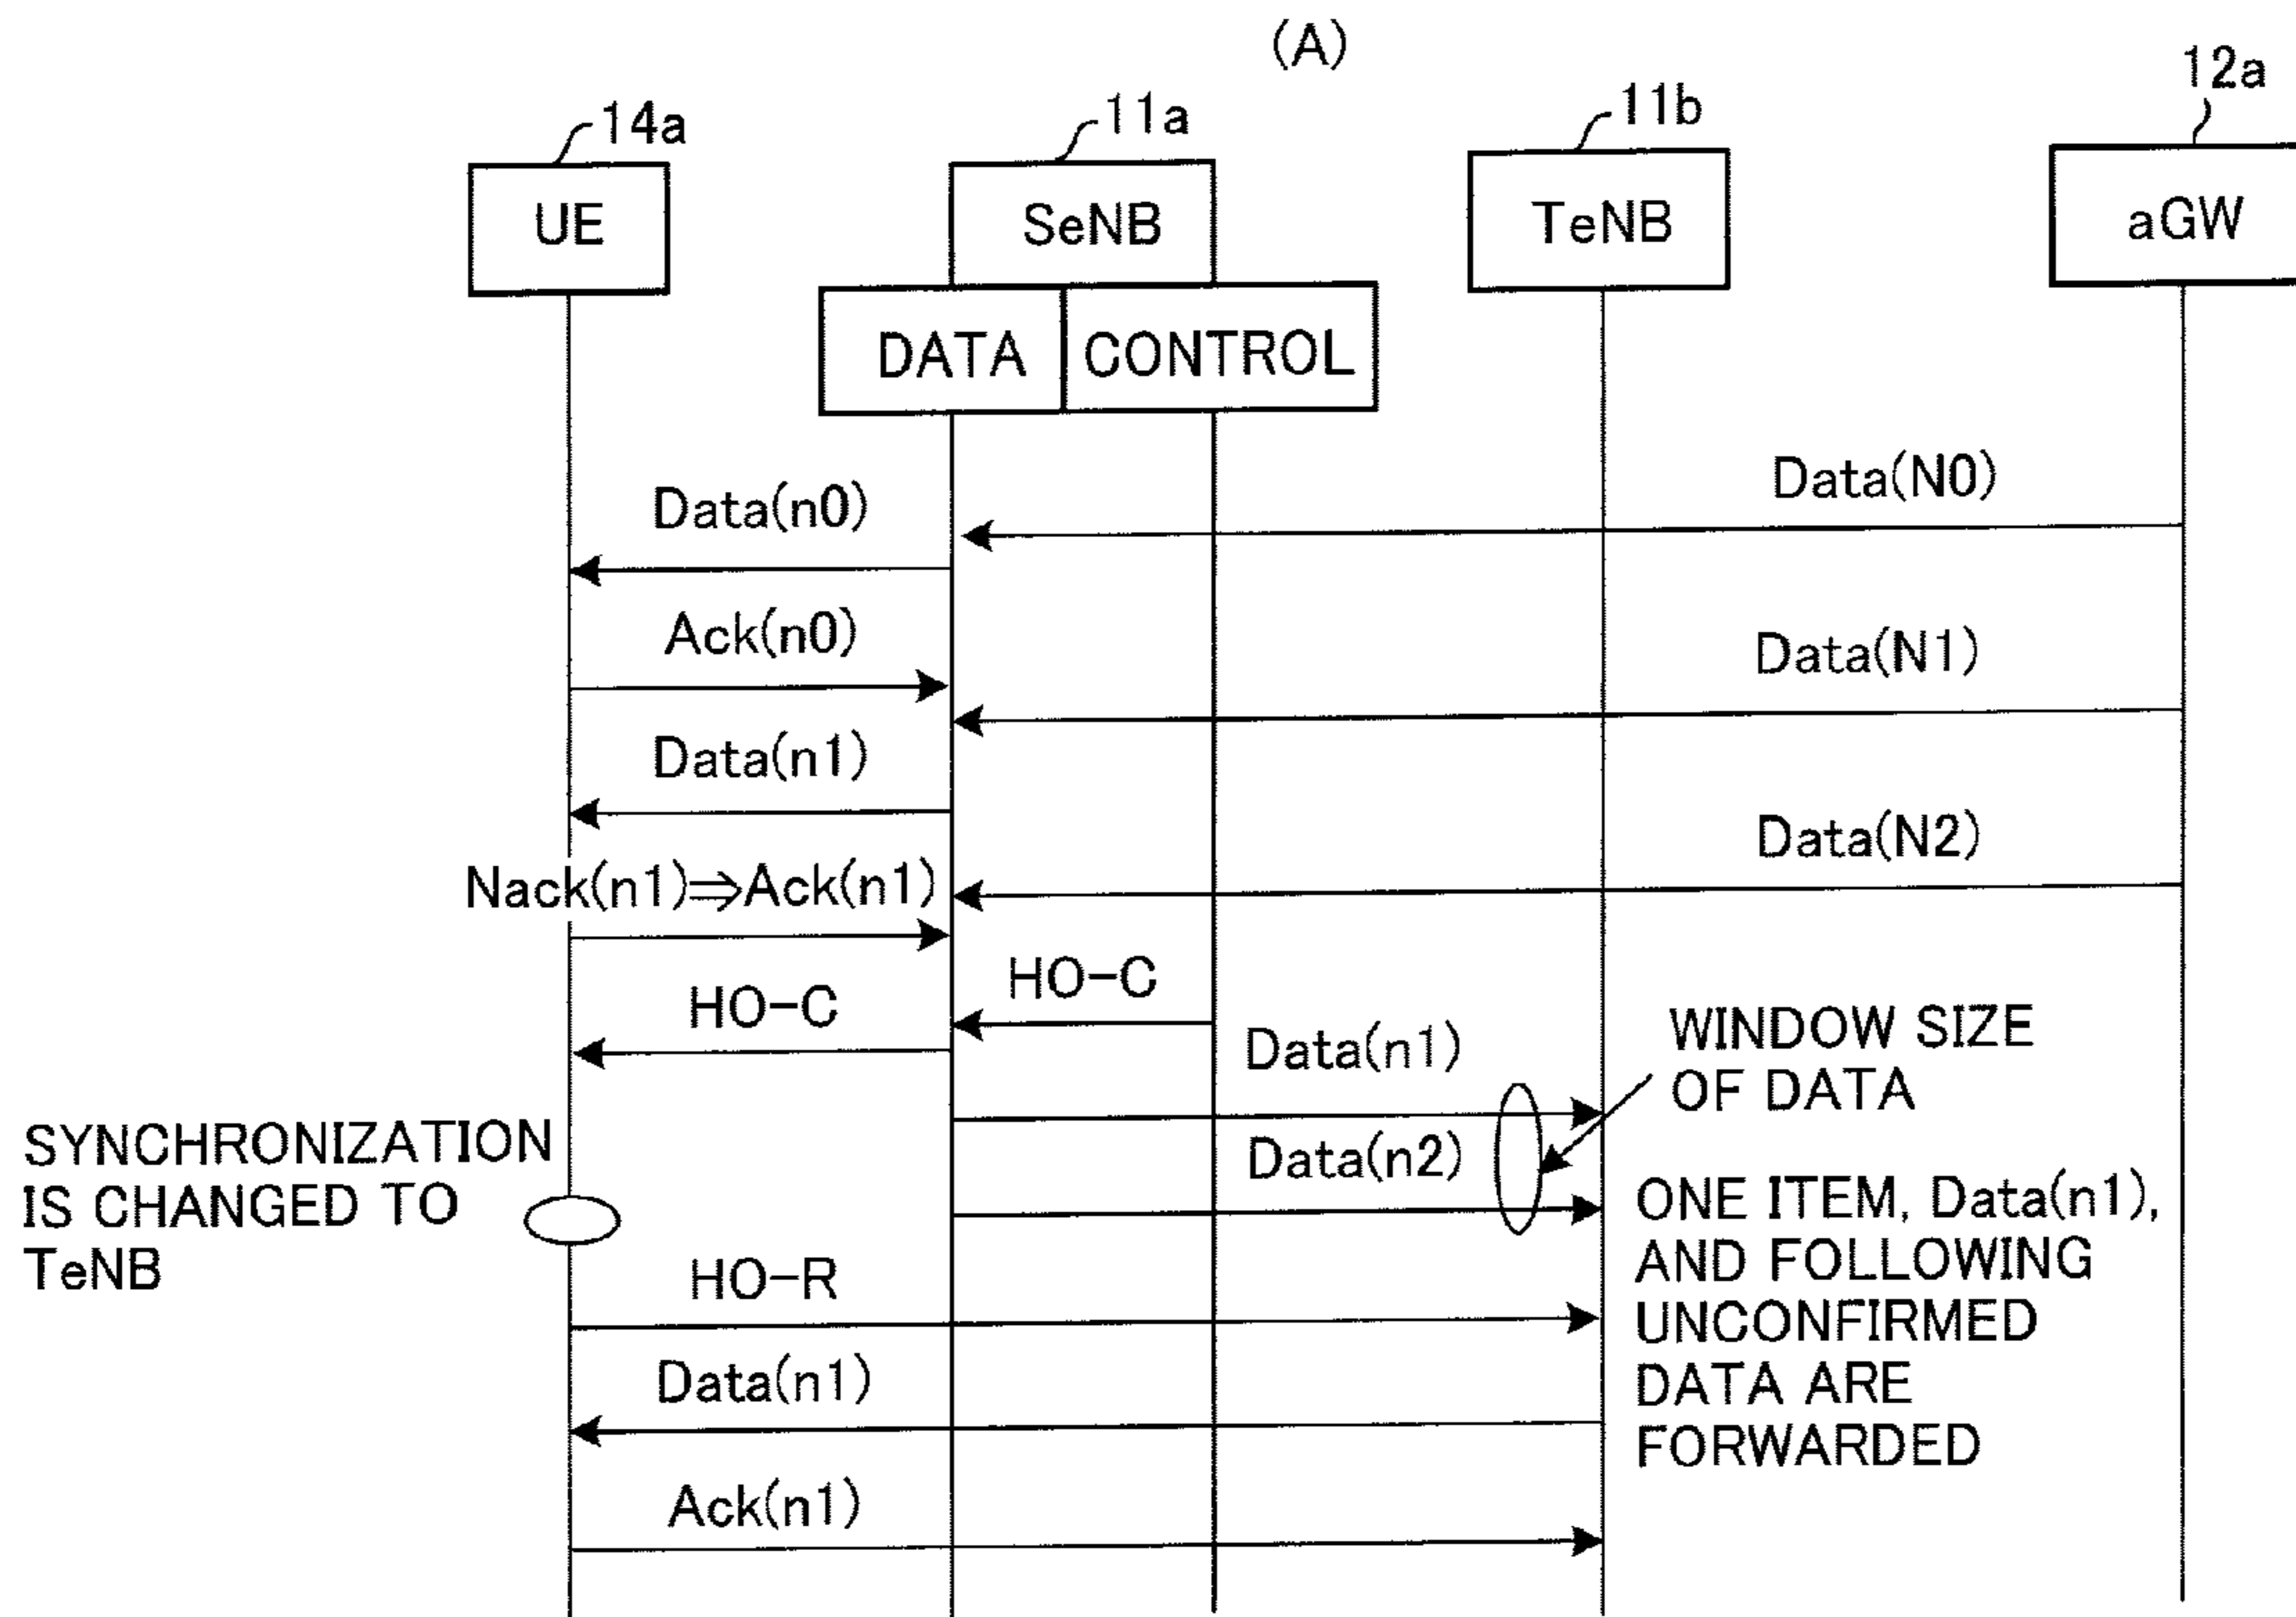 (A)
14a
11a
11b
12a
UE
SeNB
TeNB
aGW
DATA
CONTROL
Data(N0)
Data(n0)
Ack(n0)
Data(N1)
Data(n1)
Data(N2)
Nack(n1)⇒Ack(n1)
HO-C
HO-C
Data(n1)
WINDOW SIZE
OF DATA
SYNCHRONIZATION
IS CHANGED TO
TeNB
Data(n2)
ONE ITEM, Data(n1),
AND FOLLOWING
UNCONFIRMED
DATA ARE
FORWARDED
HO-R
Data(n1)
Ack(n1)